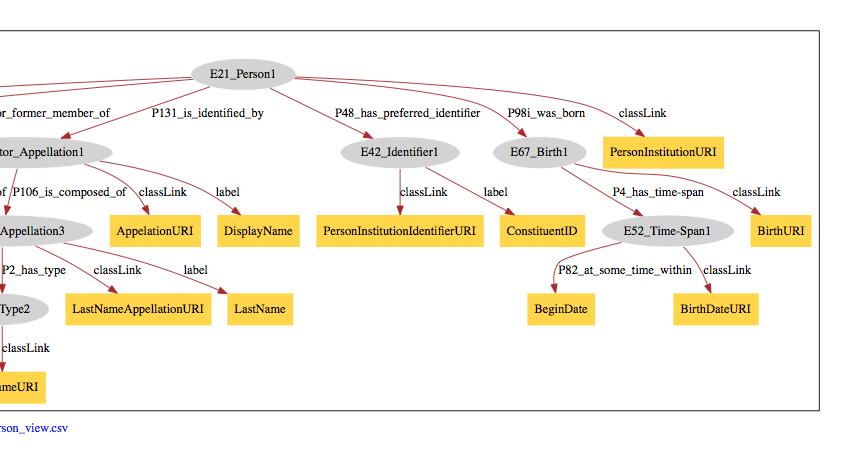 E21_Person1
or_former_member_of P131_is_identified_by P48_has_preferred_identifier P98i_was_born classLink
tor_Appellation1 E42_Identifier1 E67_Birth1 PersonInstitutionURI
of P106_is_composed_of classLink label classLink label P4_has_time-span classLink
Appellation3 AppelationURI DisplayName PersonInstitutionIdentifierURI ConstituentID E52_Time-Span1 BirthURI
P2_has_type classLink label P82_at_some_time_within classLink
Type2 LastNameAppellationURI LastName BeginDate BirthDateURI
classLink
ameURI
rson_view.csv